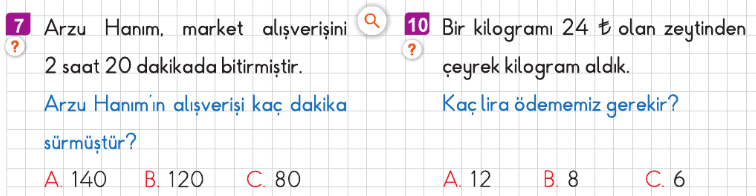 7 Arzu Hanım, market alışverişini
2 saat 20 dakikada bitirmiştir.
Arzu Hanım'ın alışverişi kaç dakika
sürmüştür?
A. 140 B. 120 C. 80
10 Bir kilogramı 24 ₺ olan zeytinden
çeyrek kilogram aldık.
Kaç lira ödememiz gerekir?
A. 12 B. 8 C. 6